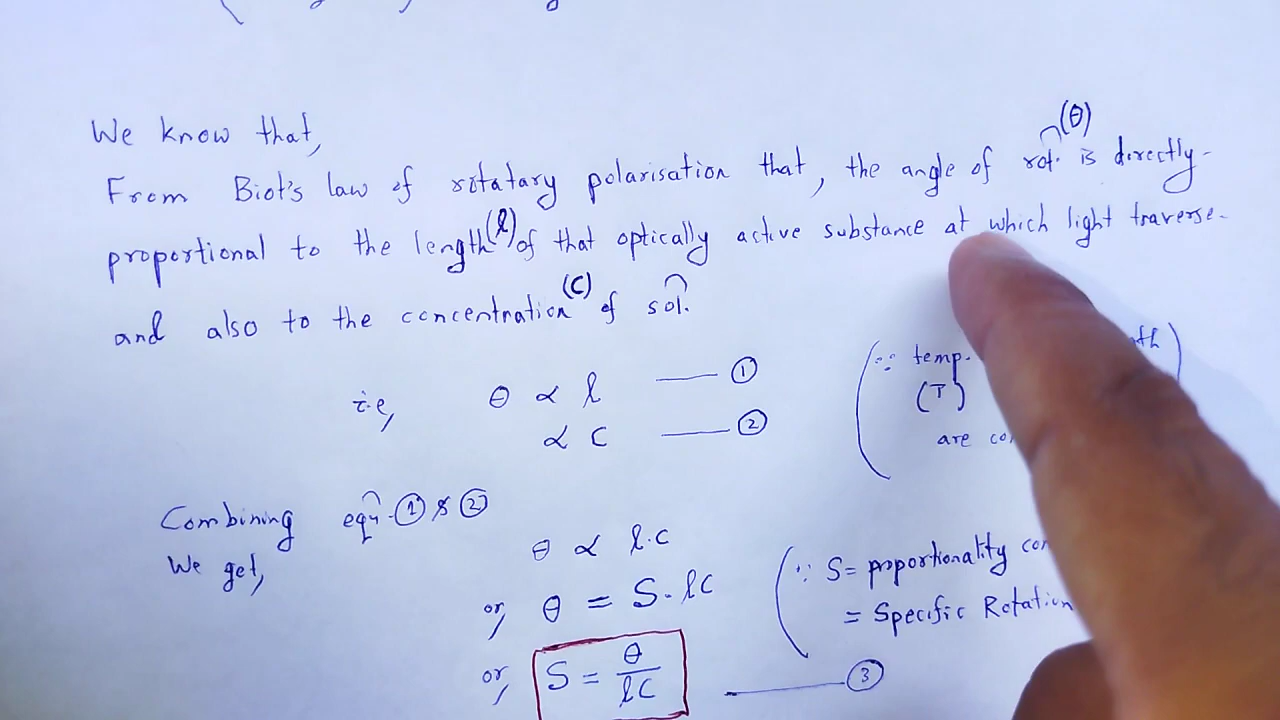 We know that,
From Biot's law of rotatary polarisation that, the angle of rot. (θ) is directly-
proportional to the length (l) of that optically active substance at which light traverse-
and also to the concentration (C) of sol.
i.e, θ ∝ l —— ①
∝ C —— ②
(∵ temp.
(T)
are
Combining eqn. ① & ②
We get, θ ∝ l.C
or, θ = S.lC
(∵ S = proportionality
= Specific Rotation
or, S = θ/lC —— ③